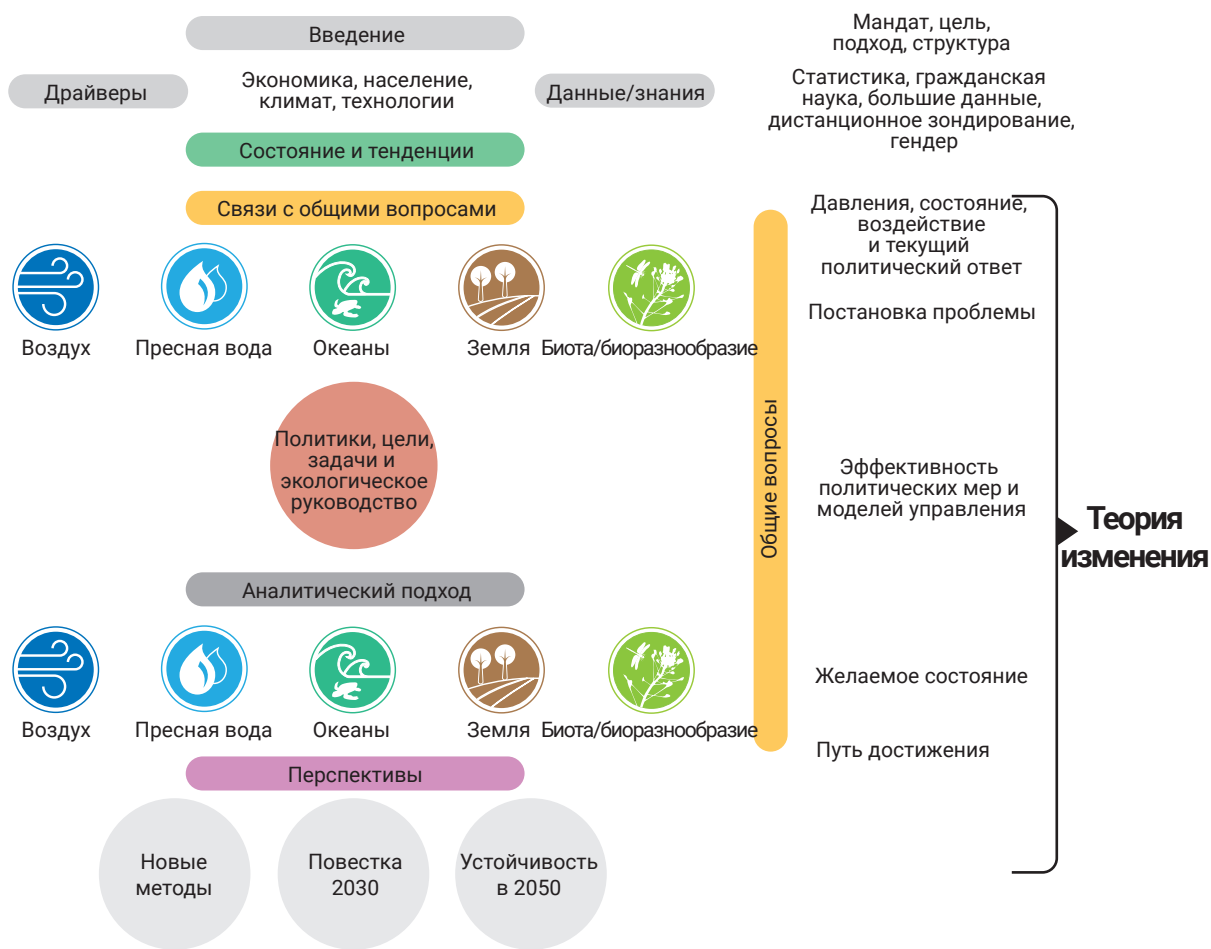 Введение
Мандат, цель,
подход, структура
Драйверы
Экономика, население,
климат, технологии
Данные/знания
Статистика, гражданская
наука, большие данные,
дистанционное зондирование,
гендер
Состояние и тенденции
Связи с общими вопросами
Давления, состояние,
воздействие
и текущий
политический ответ
Постановка проблемы
Воздух
Пресная вода
Океаны
Земля
Биота/биоразнообразие
Политики, цели,
задачи и
экологическое
руководство
Общие вопросы
Эффективность
политических мер и
моделей управления
Теория
изменения
Аналитический подход
Воздух
Пресная вода
Океаны
Земля
Биота/биоразнообразие
Желаемое состояние
Путь достижения
Перспективы
Новые
методы
Повестка
2030
Устойчивость
в 2050